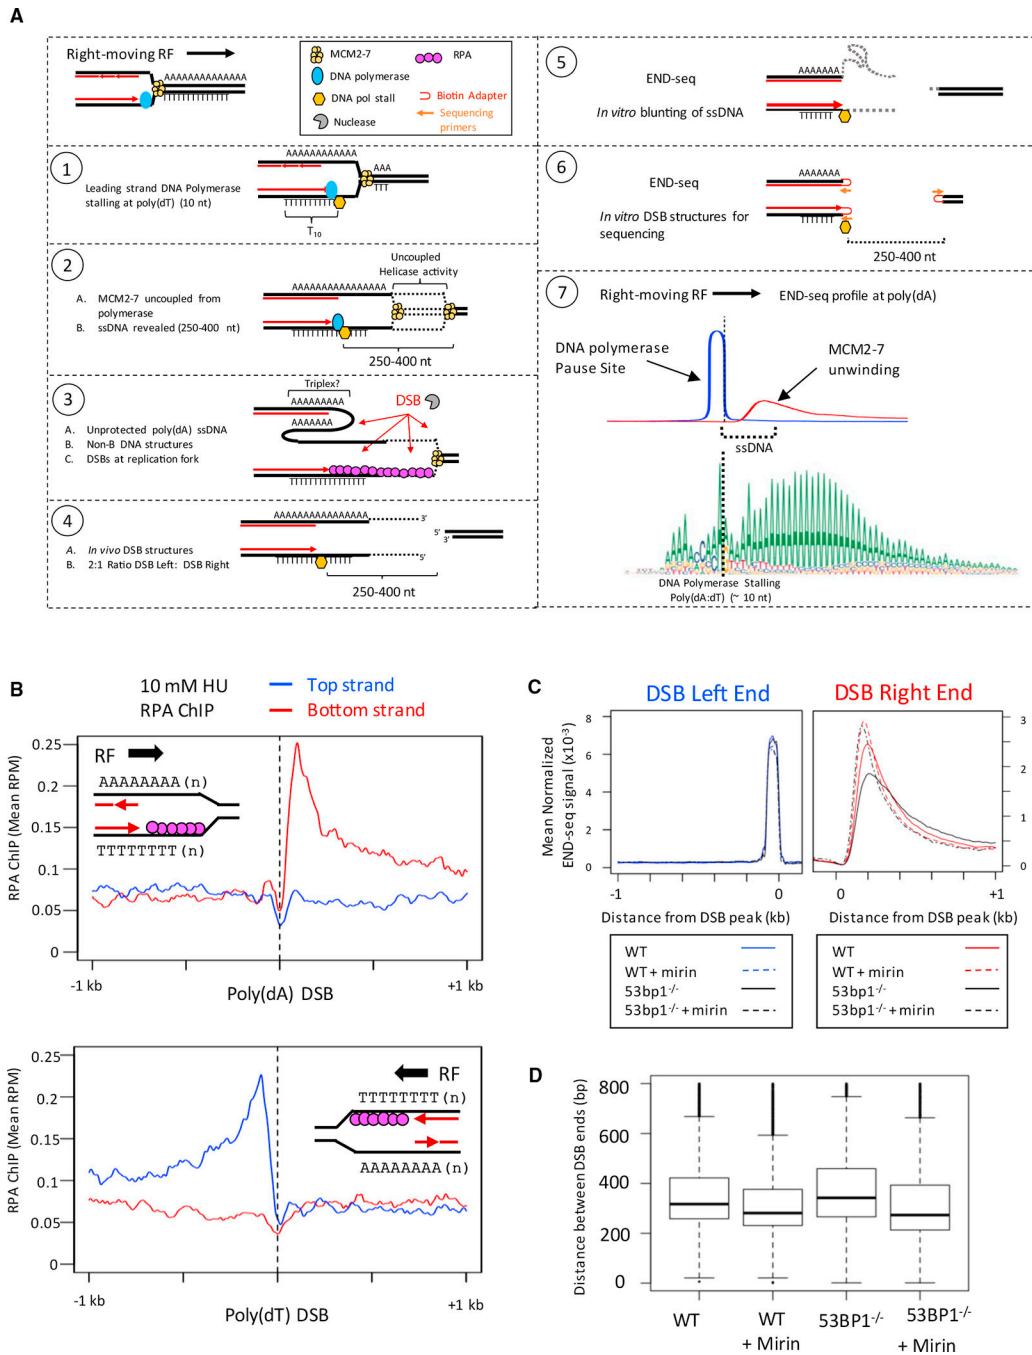 A
Right-moving RF
AAAAAAAAAAAAAA
TTTTTTTTTTT
MCM2-7
RPA
DNA polymerase
DNA pol stall
Biotin Adapter
Nuclease
Sequencing
primers
1
Leading strand DNA Polymerase
stalling at poly(dT) (10 nt)
AAAAAAAAAAAA
AAA
TTT
T10
2
A. MCM2-7 uncoupled from
polymerase
B. ssDNA revealed (250-400 nt)
Uncoupled
Helicase activity
AAAAAAAAAAAAAAAA
250-400 nt
3
A. Unprotected poly(dA) ssDNA
B. Non-B DNA structures
C. DSBs at replication fork
Triplex?
AAAAAAAAA
AAAAAAA
DSB
4
A. In vivo DSB structures
B. 2:1 Ratio DSB Left: DSB Right
AAAAAAAAAAAAAAAA
3'
5'
5'
3'
250-400 nt
5
END-seq
In vitro blunting of ssDNA
AAAAAAA
TTTTTT
6
END-seq
In vitro DSB structures for
sequencing
AAAAAAA
TTTTTT
250-400 nt
7
Right-moving RF
END-seq profile at poly(dA)
DNA polymerase
Pause Site
MCM2-7
unwinding
ssDNA
DNA Polymerase Stalling
Poly(dA:dT) (~ 10 nt)
B
10 mM HU
RPA ChIP
Top strand
Bottom strand
RPA ChIP (Mean RPM)
0.25
0.2
0.15
0.1
0.05
0
RF
AAAAAAAA (n)
TTTTTTTT (n)
-1 kb
Poly(dA) DSB
+1 kb
RPA ChIP (Mean RPM)
0.25
0.2
0.15
0.1
0.05
0
RF
TTTTTTTT (n)
AAAAAAAA (n)
-1 kb
Poly(dT) DSB
+1 kb
C
DSB Left End
DSB Right End
Mean Normalized
END-seq signal (x10-3)
8
6
4
2
0
3
2
1
0
-1
0
0
+1
Distance from DSB peak (kb)
Distance from DSB peak (kb)
WT
WT + mirin
53bp1-/-
53bp1-/- + mirin
WT
WT + mirin
53bp1-/-
53bp1-/- + mirin
D
Distance between DSB ends (bp)
800
600
400
200
0
WT
WT
+ Mirin
53BP1-/-
53BP1-/-
+ Mirin